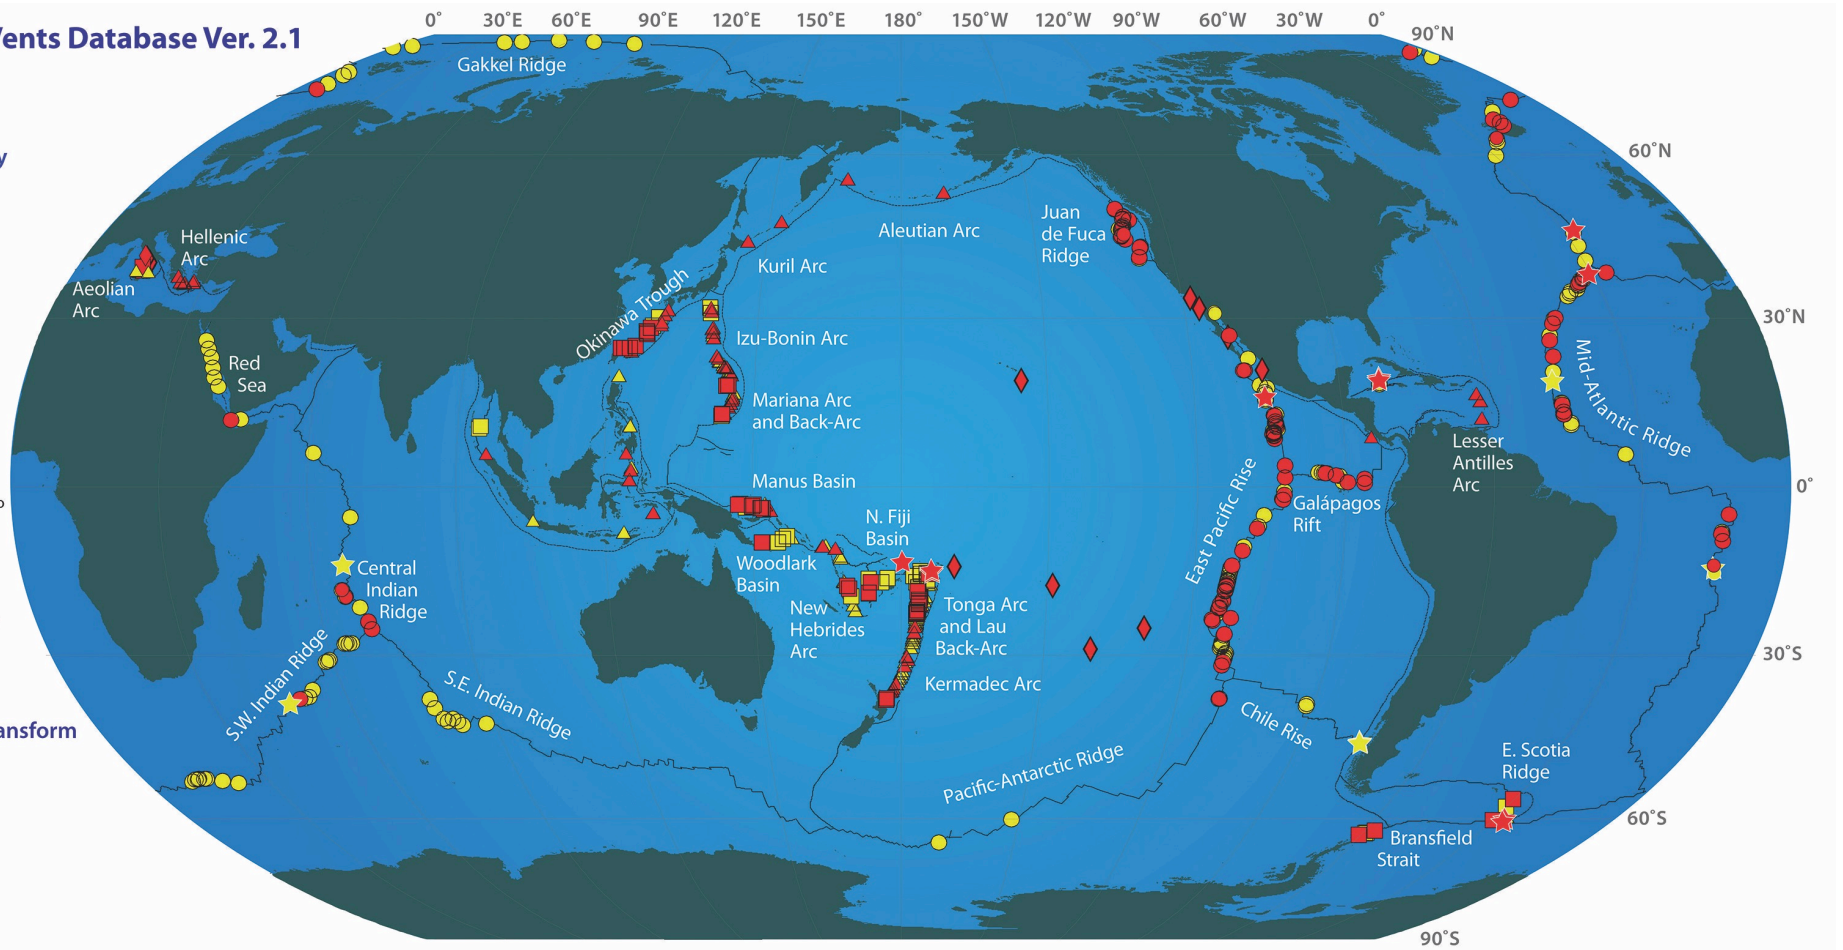 0˚ 30˚E 60˚E 90˚E 120˚E 150˚E 180˚ 150˚W 120˚W 90˚W 60˚W 30˚W 0˚
90˚N
ents Database Ver. 2.1
Gakkel Ridge
60˚N
y
Hellenic
Arc
Aeolian
Arc
Aleutian Arc
Juan
de Fuca
Ridge
Kuril Arc
Okinawa Trough
30˚N
Izu-Bonin Arc
Red
Sea
Mid-Atlantic Ridge
Mariana Arc
and Back-Arc
Lesser
Antilles
Arc
Manus Basin
0˚
East Pacific Rise
Galápagos
Rift
N. Fiji
Basin
Woodlark
Basin
Central
Indian
Ridge
New
Hebrides
Arc
Tonga Arc
and Lau
Back-Arc
30˚S
Kermadec Arc
S.W. Indian Ridge
S.E. Indian Ridge
ansform
Chile Rise
Pacific-Antarctic Ridge
E. Scotia
Ridge
60˚S
Bransfield
Strait
90˚S